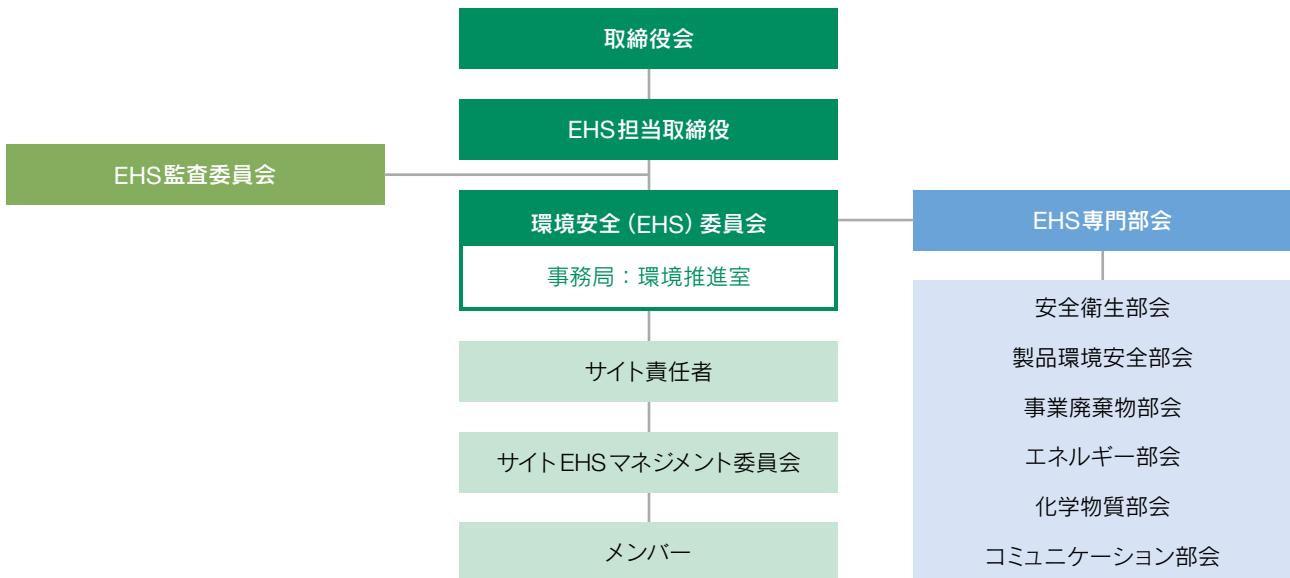 取締役会
EHS担当取締役
EHS監査委員会
環境安全（EHS）委員会
事務局：環境推進室
サイト責任者
サイトEHSマネジメント委員会
メンバー
EHS専門部会
安全衛生部会
製品環境安全部会
事業廃棄物部会
エネルギー部会
化学物質部会
コミュニケーション部会